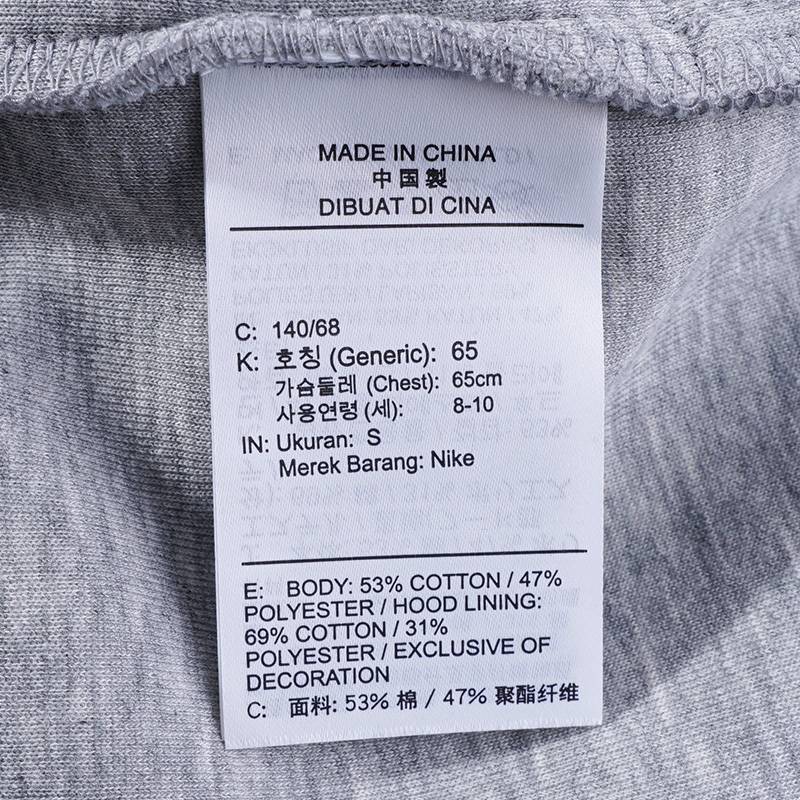 MADE IN CHINA
中国製
DIBUAT DI CINA
C: 140/68
K: 호칭 (Generic): 65
가슴둘레 (Chest): 65cm
사용연령 (세): 8-10
IN: Ukuran: S
Merek Barang: Nike
E: BODY: 53% COTTON / 47%
POLYESTER / HOOD LINING:
69% COTTON / 31%
POLYESTER / EXCLUSIVE OF
DECORATION
C: 面料: 53% 棉 / 47% 聚酯纤维